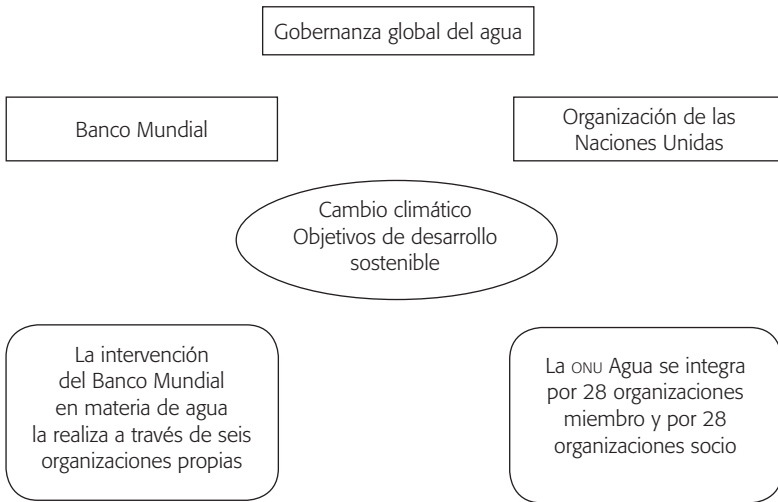 Gobernanza global del agua
Banco Mundial
Organización de las
Naciones Unidas
Cambio climático
Objetivos de desarrollo
sostenible
La intervención
del Banco Mundial
en materia de agua
la realiza a través de seis
organizaciones propias
La ONU Agua se integra
por 28 organizaciones
miembro y por 28
organizaciones socio